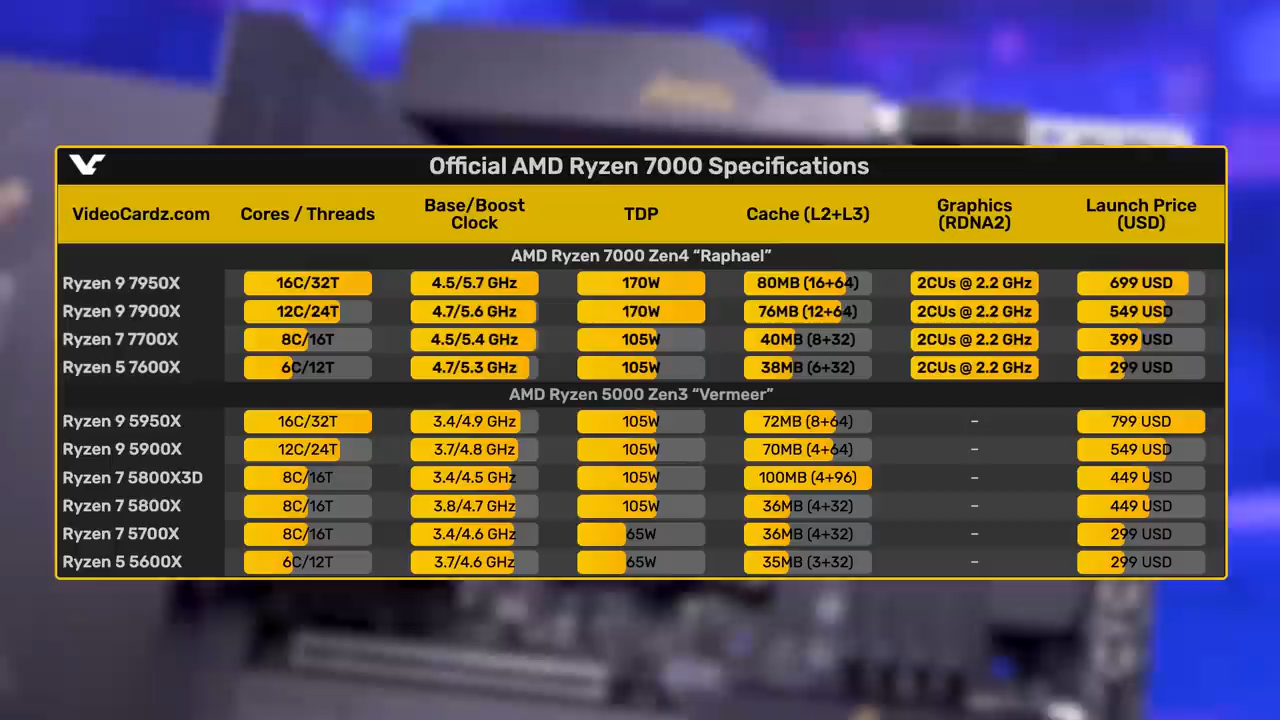 Official AMD Ryzen 7000 Specifications
VideoCardz.com Cores / Threads Base/Boost Clock TDP Cache (L2+L3) Graphics (RDNA2) Launch Price (USD)
AMD Ryzen 7000 Zen4 “Raphael”
Ryzen 9 7950X 16C/32T 4.5/5.7 GHz 170W 80MB (16+64) 2CUs @ 2.2 GHz 699 USD
Ryzen 9 7900X 12C/24T 4.7/5.6 GHz 170W 76MB (12+64) 2CUs @ 2.2 GHz 549 USD
Ryzen 7 7700X 8C/16T 4.5/5.4 GHz 105W 40MB (8+32) 2CUs @ 2.2 GHz 399 USD
Ryzen 5 7600X 6C/12T 4.7/5.3 GHz 105W 38MB (6+32) 2CUs @ 2.2 GHz 299 USD
AMD Ryzen 5000 Zen3 “Vermeer”
Ryzen 9 5950X 16C/32T 3.4/4.9 GHz 105W 72MB (8+64) – 799 USD
Ryzen 9 5900X 12C/24T 3.7/4.8 GHz 105W 70MB (4+64) – 549 USD
Ryzen 7 5800X3D 8C/16T 3.4/4.5 GHz 105W 100MB (4+96) – 449 USD
Ryzen 7 5800X 8C/16T 3.8/4.7 GHz 105W 36MB (4+32) – 449 USD
Ryzen 7 5700X 8C/16T 3.4/4.6 GHz 65W 36MB (4+32) – 299 USD
Ryzen 5 5600X 6C/12T 3.7/4.6 GHz 65W 35MB (3+32) – 299 USD